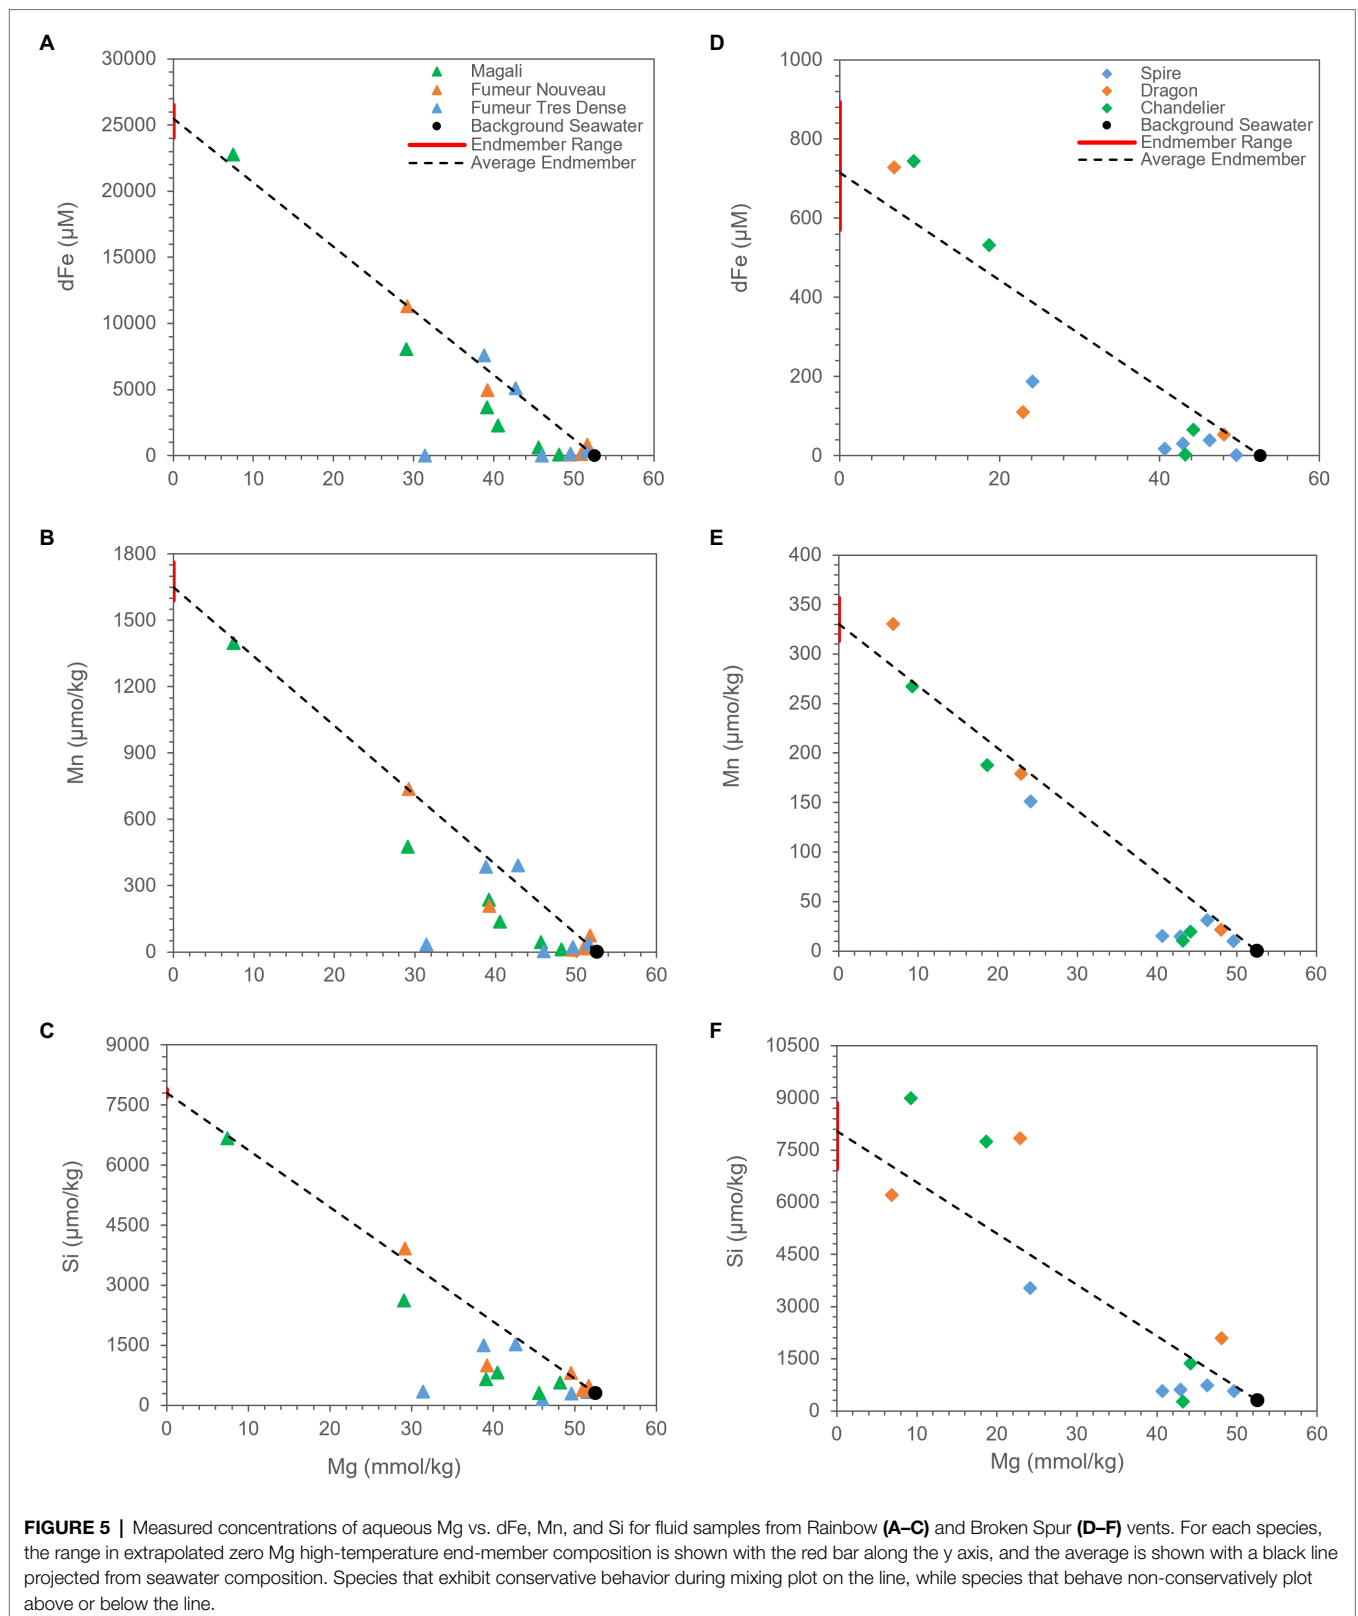 A
30000
25000
20000
15000
10000
5000
0
dFe (µM)
0 10 20 30 40 50 60
Magali
Fumeur Nouveau
Fumeur Tres Dense
Background Seawater
Endmember Range
Average Endmember
D
1000
800
600
400
200
0
dFe (µM)
0 20 40 60
Spire
Dragon
Chandelier
Background Seawater
Endmember Range
Average Endmember
B
1800
1500
1200
900
600
300
0
Mn (µmo/kg)
0 10 20 30 40 50 60
E
400
350
300
250
200
150
100
50
0
Mn (µmo/kg)
0 10 20 30 40 50 60
C
9000
7500
6000
4500
3000
1500
0
Si (µmo/kg)
0 10 20 30 40 50 60
Mg (mmol/kg)
F
10500
9000
7500
6000
4500
3000
1500
0
Si (µmo/kg)
0 10 20 30 40 50 60
Mg (mmol/kg)
FIGURE 5 | Measured concentrations of aqueous Mg vs. dFe, Mn, and Si for fluid samples from Rainbow (A–C) and Broken Spur (D–F) vents. For each species,
the range in extrapolated zero Mg high-temperature end-member composition is shown with the red bar along the y axis, and the average is shown with a black line
projected from seawater composition. Species that exhibit conservative behavior during mixing plot on the line, while species that behave non-conservatively plot
above or below the line.